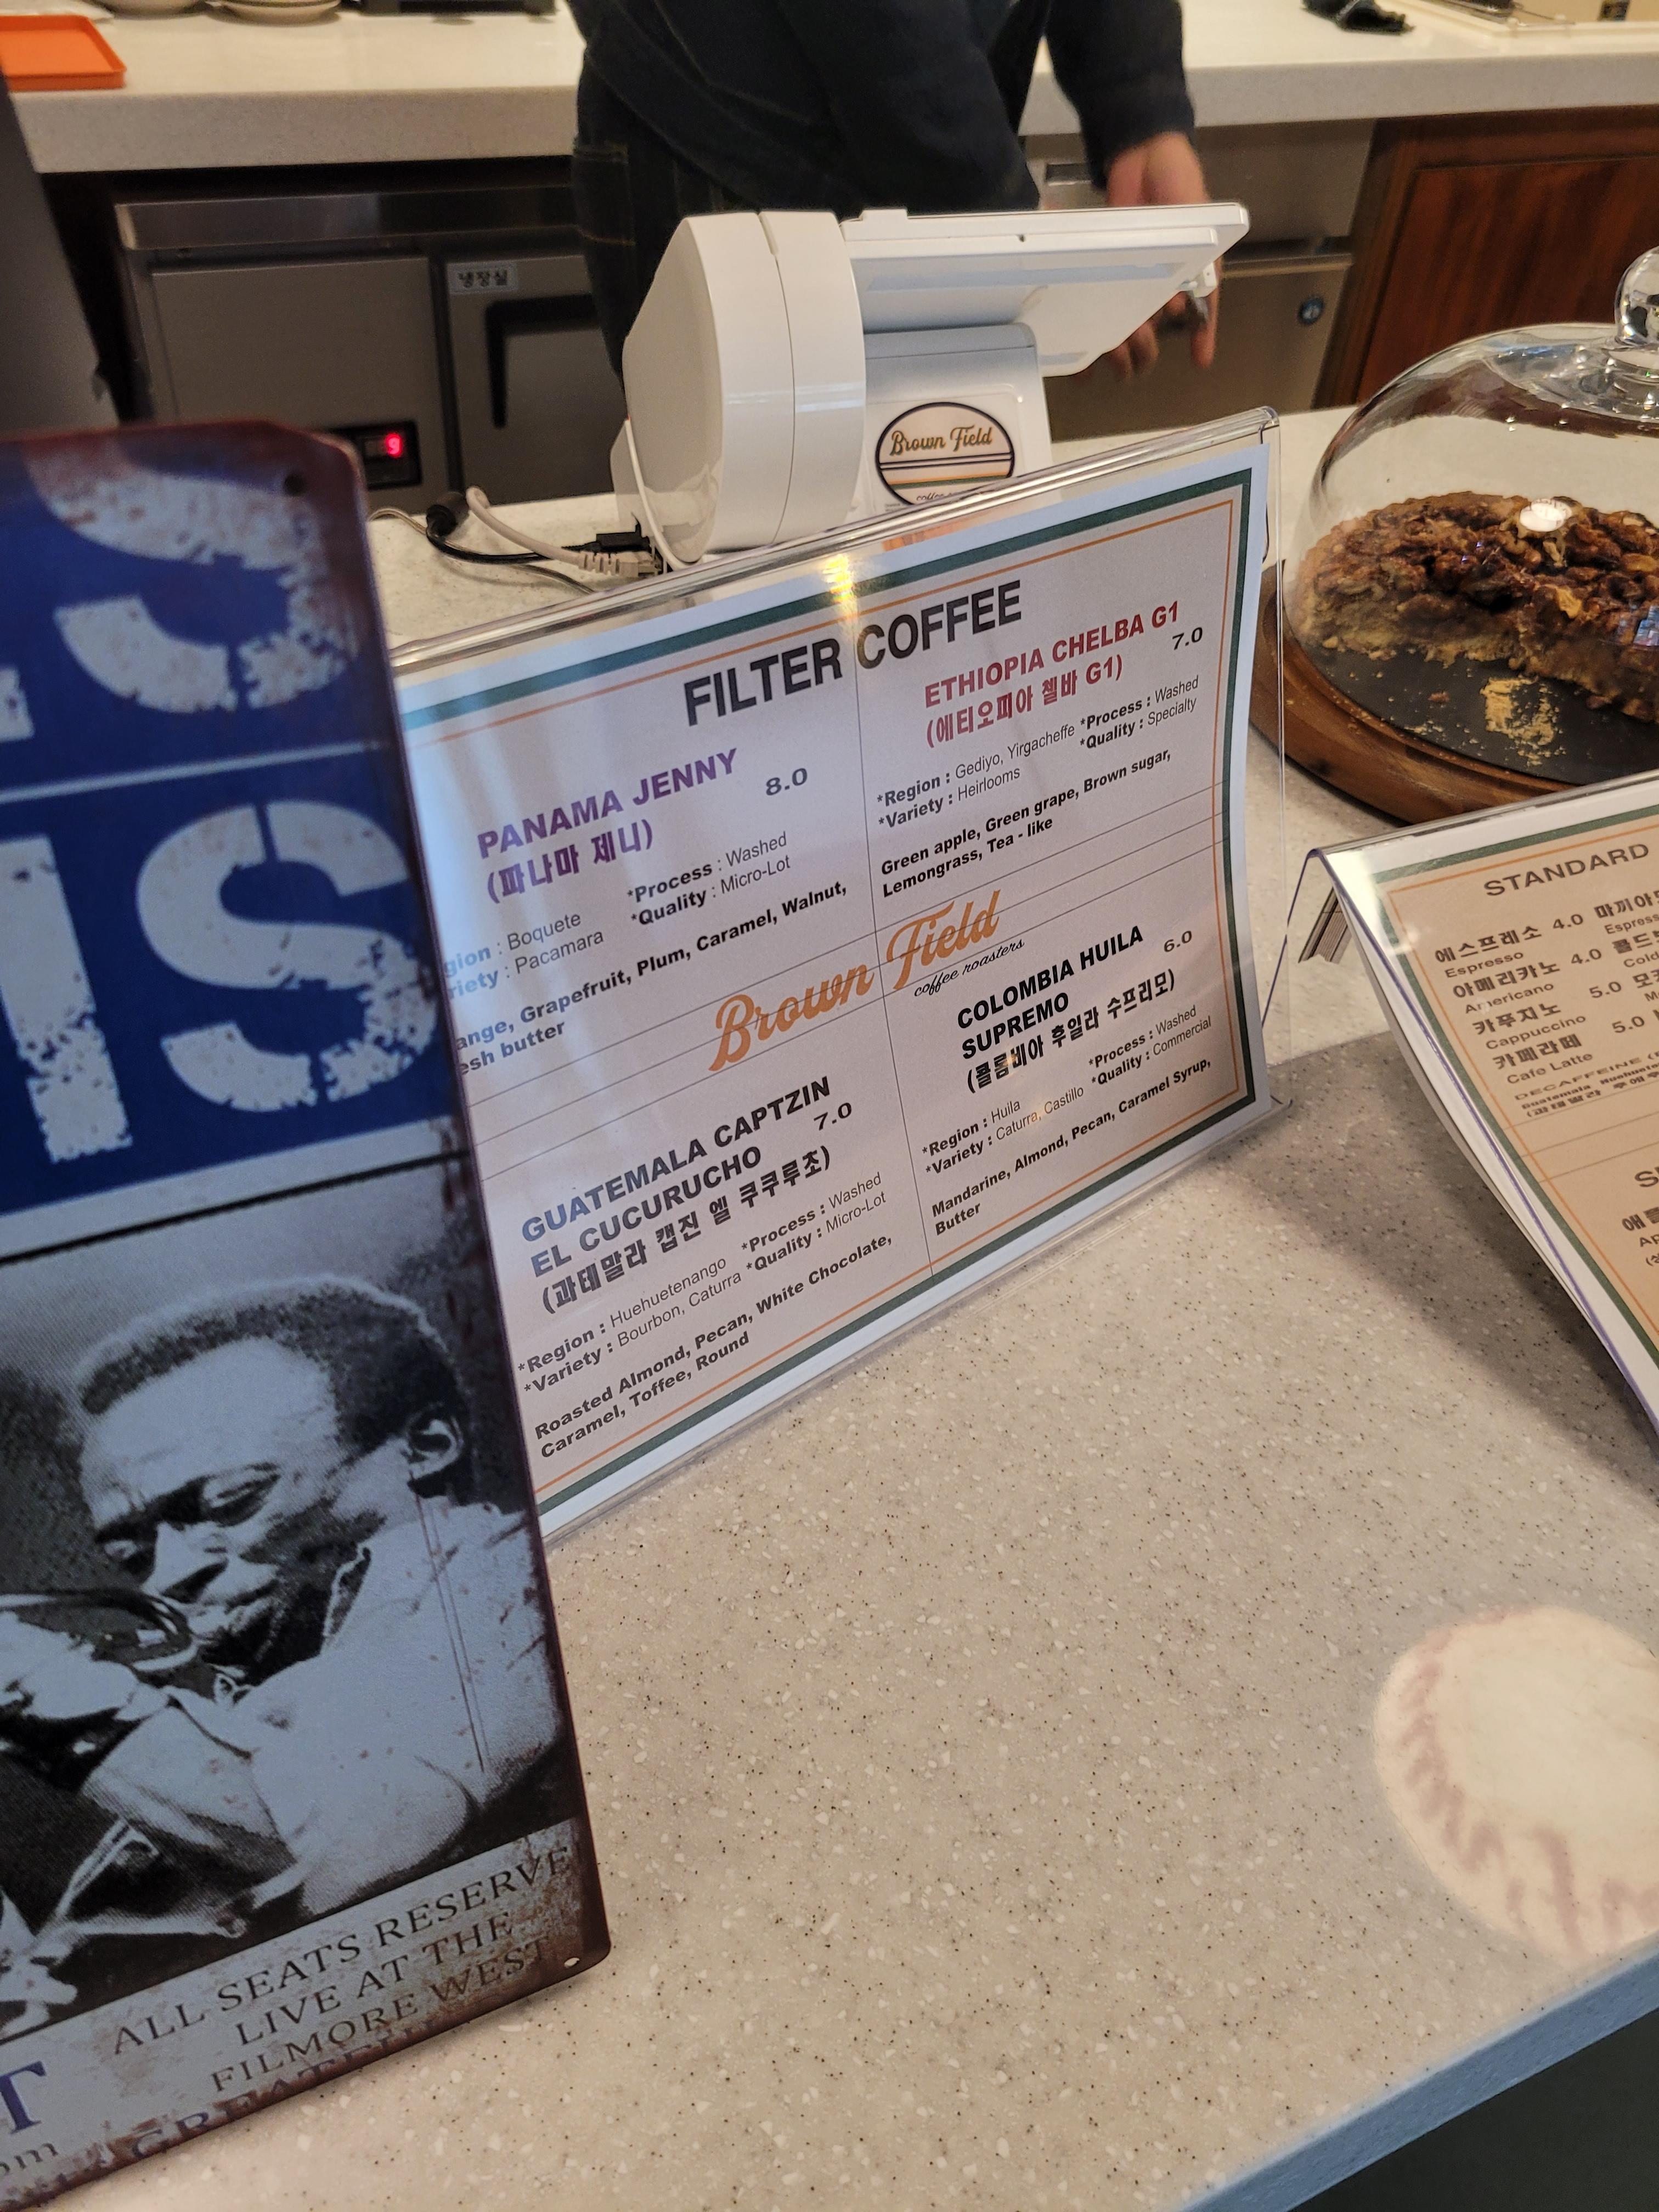 냉장실
9
Brown Field
IS
ALL SEATS RESERVE
LIVE AT THE
FILMORE WEST
T
om
FILTER COFFEE
PANAMA JENNY
8.0
(파나마 제니)
gion : Boquete
*Process : Washed
riety : Pacamara
*Quality : Micro-Lot
ange, Grapefruit, Plum, Caramel, Walnut,
esh butter
ETHIOPIA CHELBA G1
7.0
(에티오피아 첼바 G1)
*Region : Gediyo, Yirgacheffe
*Process : Washed
*Variety : Heirlooms
*Quality : Specialty
Green apple, Green grape, Brown sugar,
Lemongrass, Tea - like
Brown Field
coffee roasters
GUATEMALA CAPTZIN
EL CUCURUCHO
7.0
(과테말라 캡진 엘 쿠쿠루초)
*Region : Huehuetenango
*Process : Washed
*Variety : Bourbon, Caturra
*Quality : Micro-Lot
Roasted Almond, Pecan, White Chocolate,
Caramel, Toffee, Round
COLOMBIA HUILA
SUPREMO
6.0
(콜롬비아 후일라 수프리모)
*Region : Huila
*Process : Washed
*Variety : Caturra, Castillo
*Quality : Commercial
Mandarine, Almond, Pecan, Caramel Syrup,
Butter
STANDARD
에스프레소 4.0
Espresso
아메리카노 4.0
Americano
카푸치노 5.0
Cappuccino
카페라떼 5.0
Cafe Latte